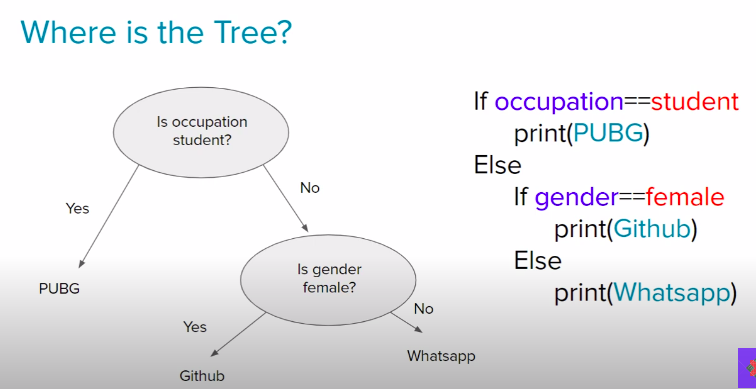 Where is the Tree?
Is occupation
student?
Yes
No
PUBG
Is gender
female?
Yes
No
Github
Whatsapp
If occupation==student
print(PUBG)
Else
If gender==female
print(Github)
Else
print(Whatsapp)